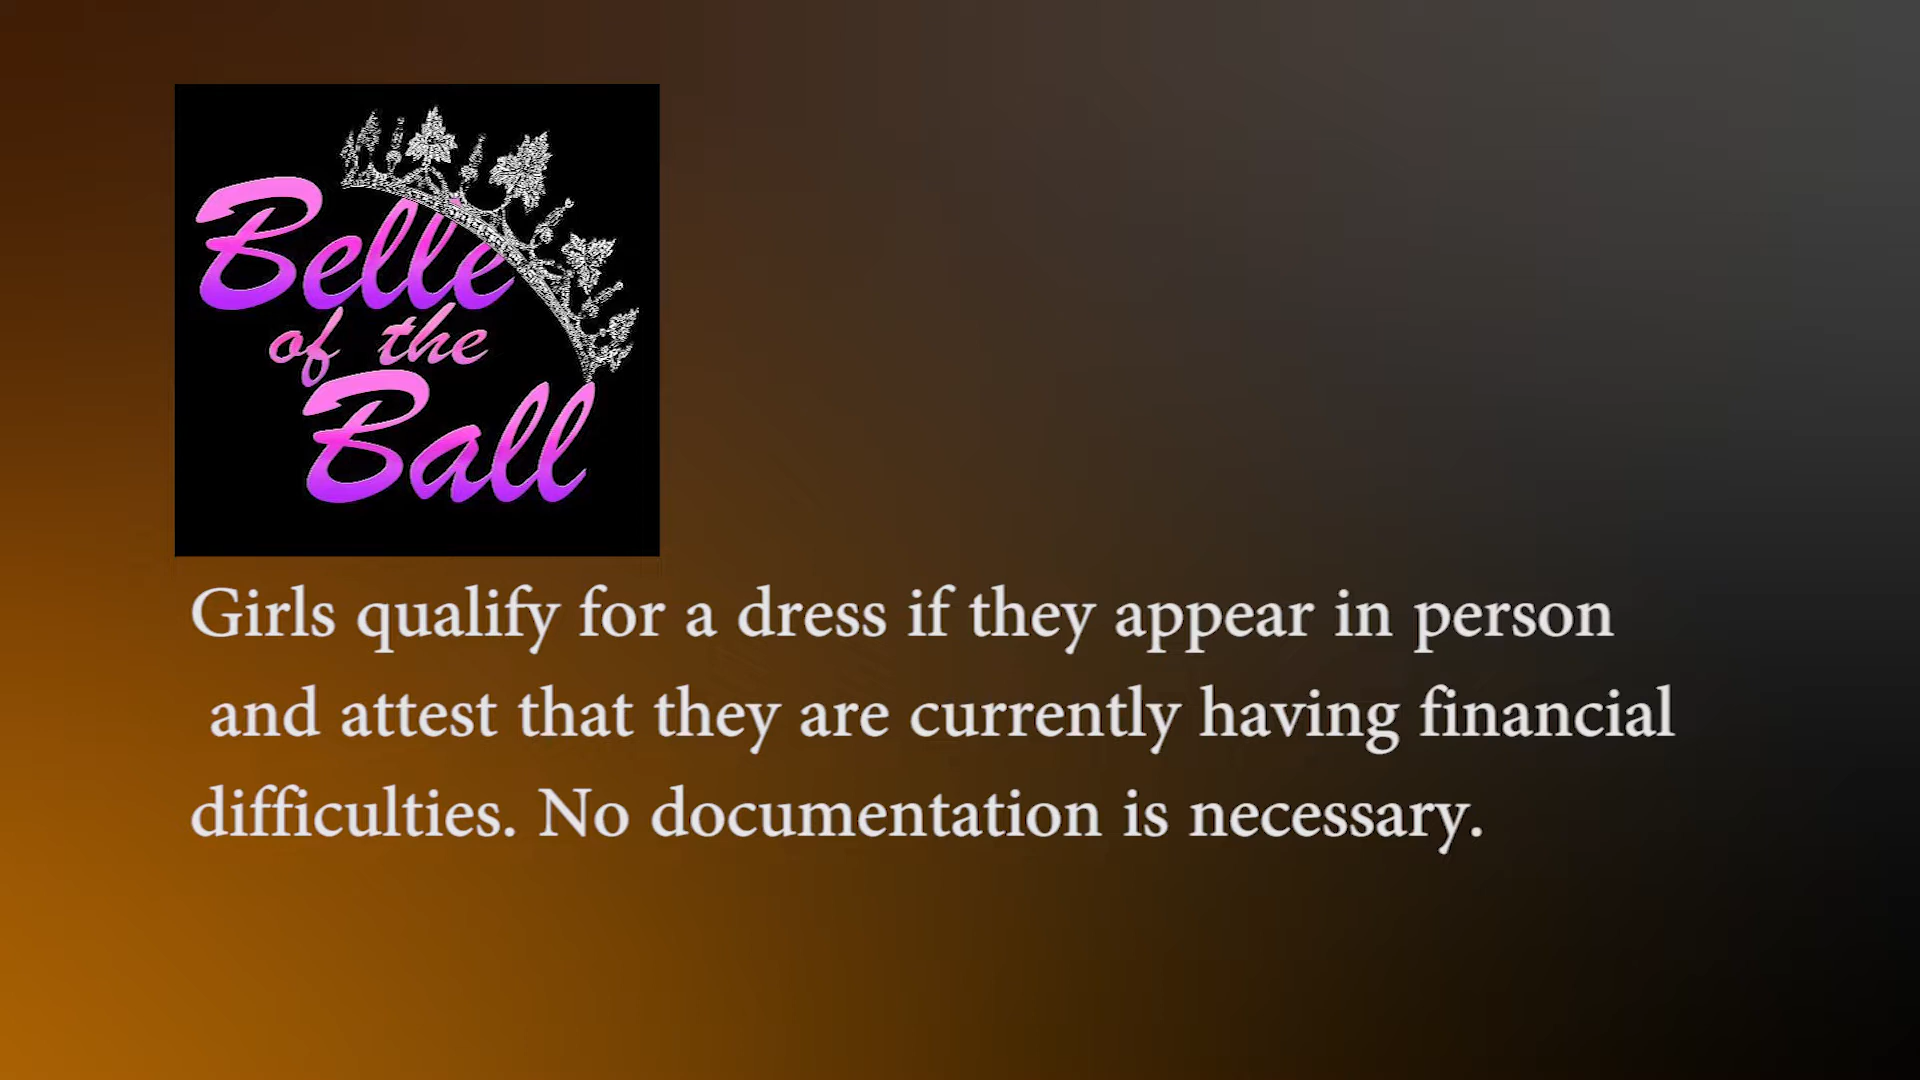 Belle
of the
Ball
Girls qualify for a dress if they appear in person
and attest that they are currently having financial
difficulties. No documentation is necessary.